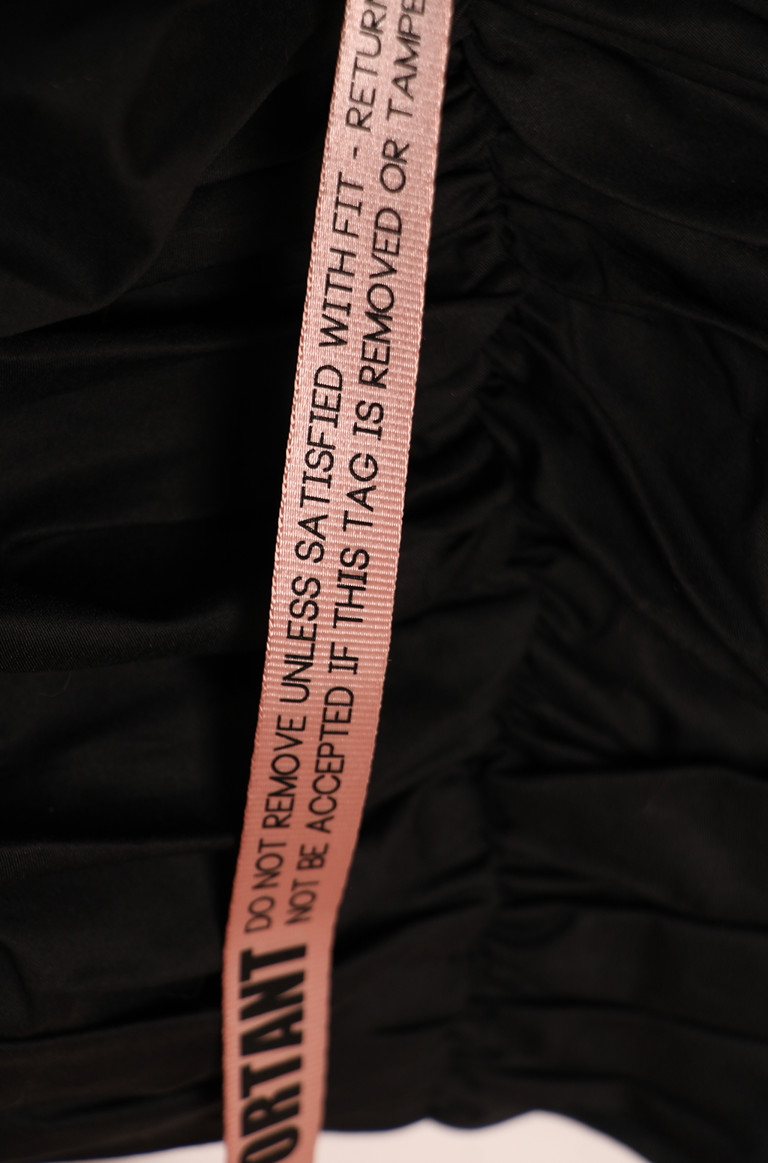 ORTANT
DO NOT REMOVE UNLESS SATISFIED WITH FIT - RETURN
NOT BE ACCEPTED IF THIS TAG IS REMOVED OR TAMPE